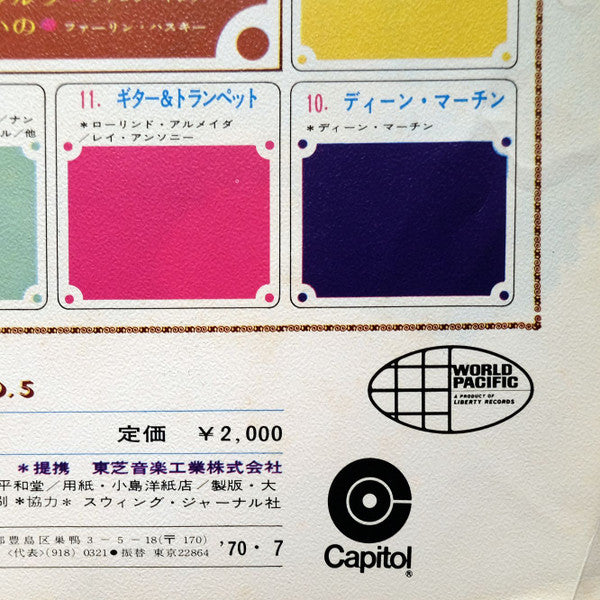 いの＊ ファーリン・ハスキー
／ナン
ル／他
11. ギター＆トランペット
＊ローリンド・アルメイダ
／レイ・アンソニー
10. ディーン・マーチン
＊ディーン・マーチン
o.5
定価 ￥2,000
＊提携 東芝音楽工業株式会社
平和堂／用紙・小島洋紙店／製版・大
刷＊協力＊ スウィング・ジャーナル社
都豊島区巣鴨3－5－18(〒170)
<代表>(918) 0321●振替 東京22864
'70・7
WORLD
PACIFIC
A PRODUCT OF
LIBERTY RECORDS
Capitol®